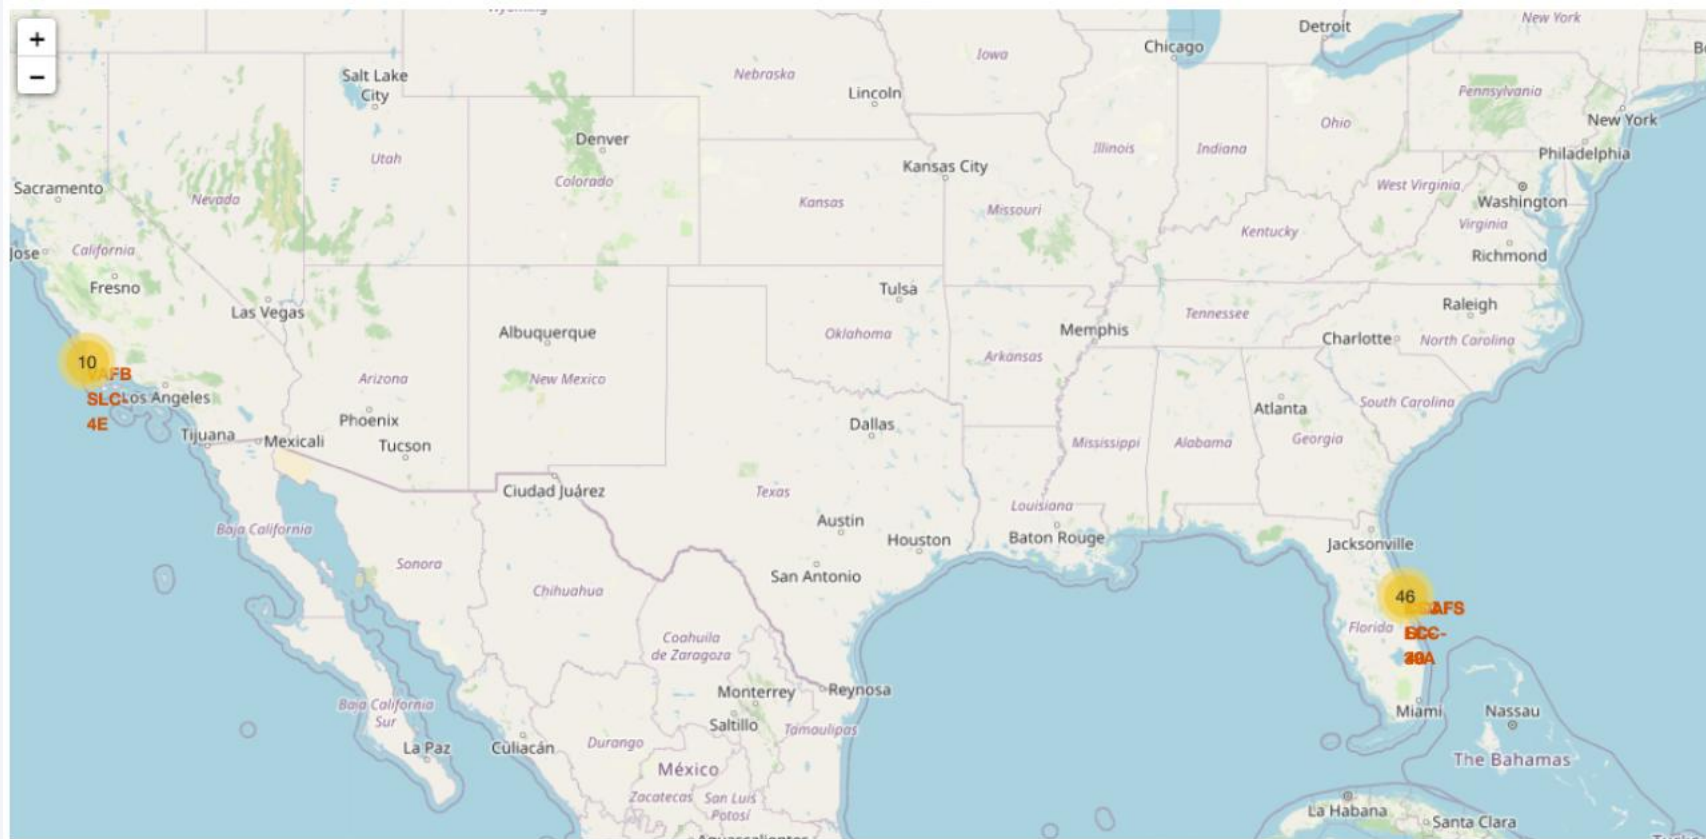 +
−
Wyoming
Detroit
New York
Chicago
Iowa
Salt Lake
City
Nebraska
Lincoln
Pennsylvania
New York
Denver
Ohio
Utah
Illinois
Indiana
Philadelphia
Kansas City
Colorado
Sacramento
Nevada
Kansas
Missouri
West Virginia
Washington
Virginia
Kentucky
California
Jose
Richmond
Fresno
Tulsa
Las Vegas
Raleigh
Tennessee
Albuquerque
Oklahoma
Memphis
Charlotte
North Carolina
Arkansas
10
VAFB
SLC-
4E
Arizona
New Mexico
Los Angeles
South Carolina
Atlanta
Phoenix
Dallas
Tijuana
Mexicali
Tucson
Mississippi
Alabama
Georgia
Ciudad Juárez
Texas
Louisiana
Baja California
Austin
Houston
Baton Rouge
Jacksonville
Sonora
San Antonio
Chihuahua
46
Florida
Coahuila
de Zaragoza
Monterrey
Reynosa
Baja California
Sur
Saltillo
Tamaulipas
Miami
Nassau
La Paz
Culiacán
Durango
The Bahamas
México
Zacatecas
San Luis
Potosí
La Habana
Santa Clara
Aguascalientes